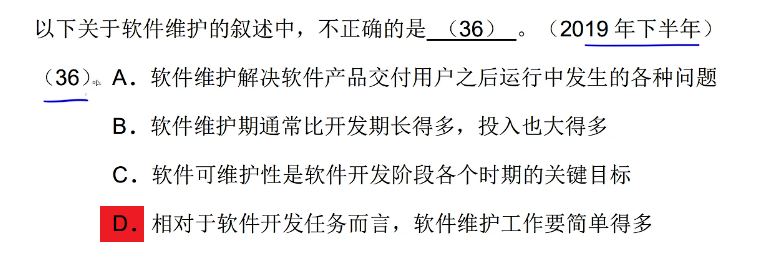 以下关于软件维护的叙述中，不正确的是（36）。（2019 年下半年）
（36）A．软件维护解决软件产品交付用户之后运行中发生的各种问题
B．软件维护期通常比开发期长得多，投入也大得多
C．软件可维护性是软件开发阶段各个时期的关键目标
D．相对于软件开发任务而言，软件维护工作要简单得多